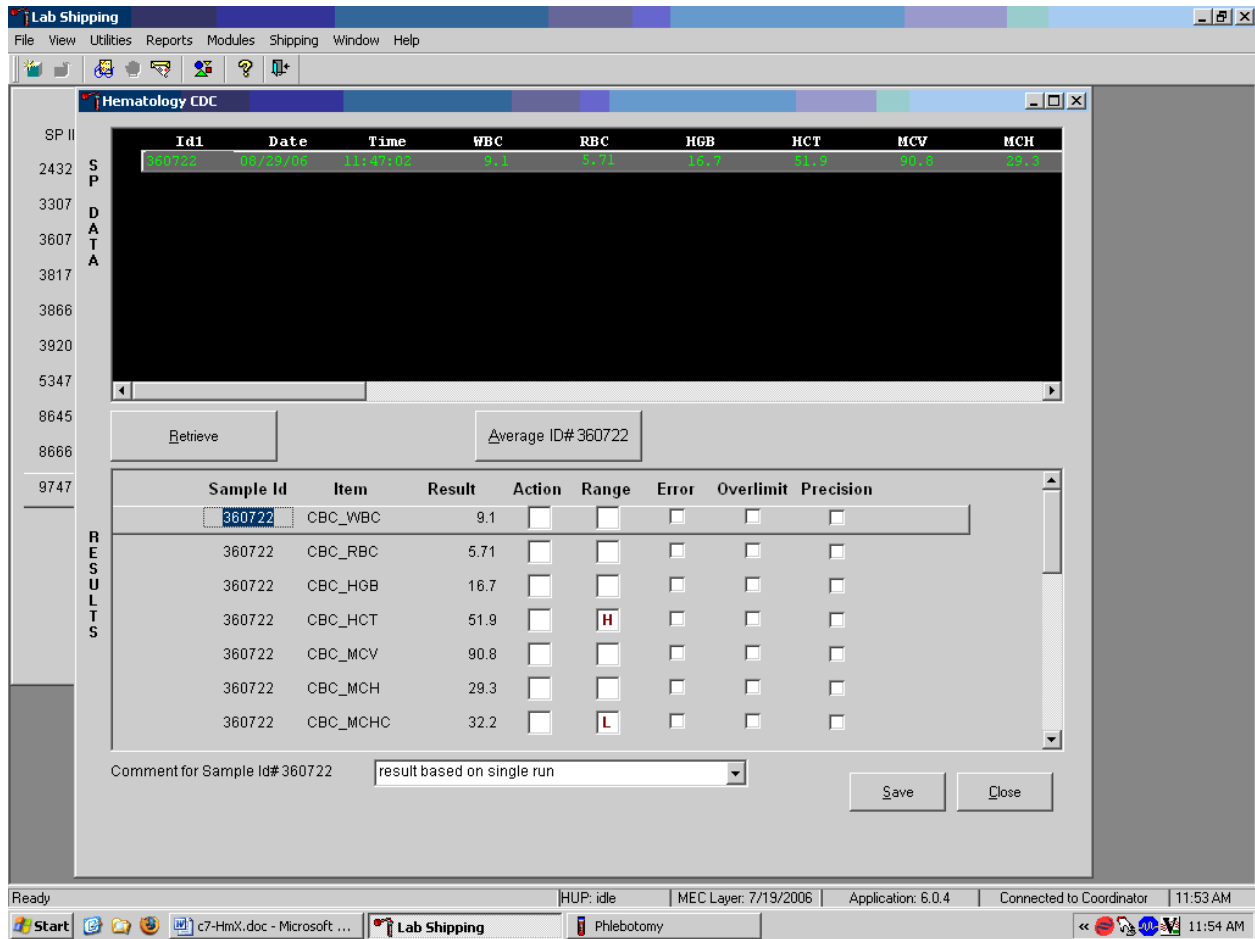 Lab Shipping
File View Utilities Reports Modules Shipping Window Help
Hematology CDC
SP II
2432
3307
3607
3817
3866
3920
5347
8645
8666
9747
SP DATA
Id1 Date Time WBC RBC HGB HCT MCV MCH
360722 08/29/06 11:47:02 9.1 5.71 16.7 51.9 90.8 29.3
Retrieve
Average ID# 360722
RESULTS
Sample Id Item Result Action Range Error Overlimit Precision
360722 CBC_WBC 9.1
360722 CBC_RBC 5.71
360722 CBC_HGB 16.7
360722 CBC_HCT 51.9 H
360722 CBC_MCV 90.8
360722 CBC_MCH 29.3
360722 CBC_MCHC 32.2 L
Comment for Sample Id# 360722 result based on single run
Save Close
Ready HUP: idle MEC Layer: 7/19/2006 Application: 6.0.4 Connected to Coordinator 11:53 AM
Start c7-HmX.doc - Microsoft ... Lab Shipping Phlebotomy « 11:54 AM